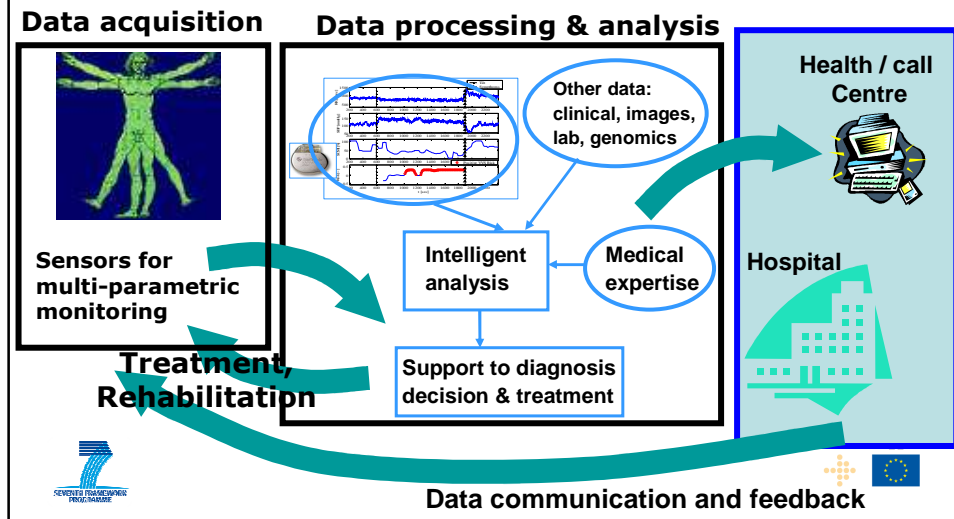 Data acquisition
Data processing & analysis
Health / call
Centre
Other data:
clinical, images,
lab, genomics
Sensors for
multi-parametric
monitoring
Intelligent
analysis
Medical
expertise
Hospital
Support to diagnosis
decision & treatment
Treatment,
Rehabilitation
SEVENTH FRAMEWORK
PROGRAMME
Data communication and feedback